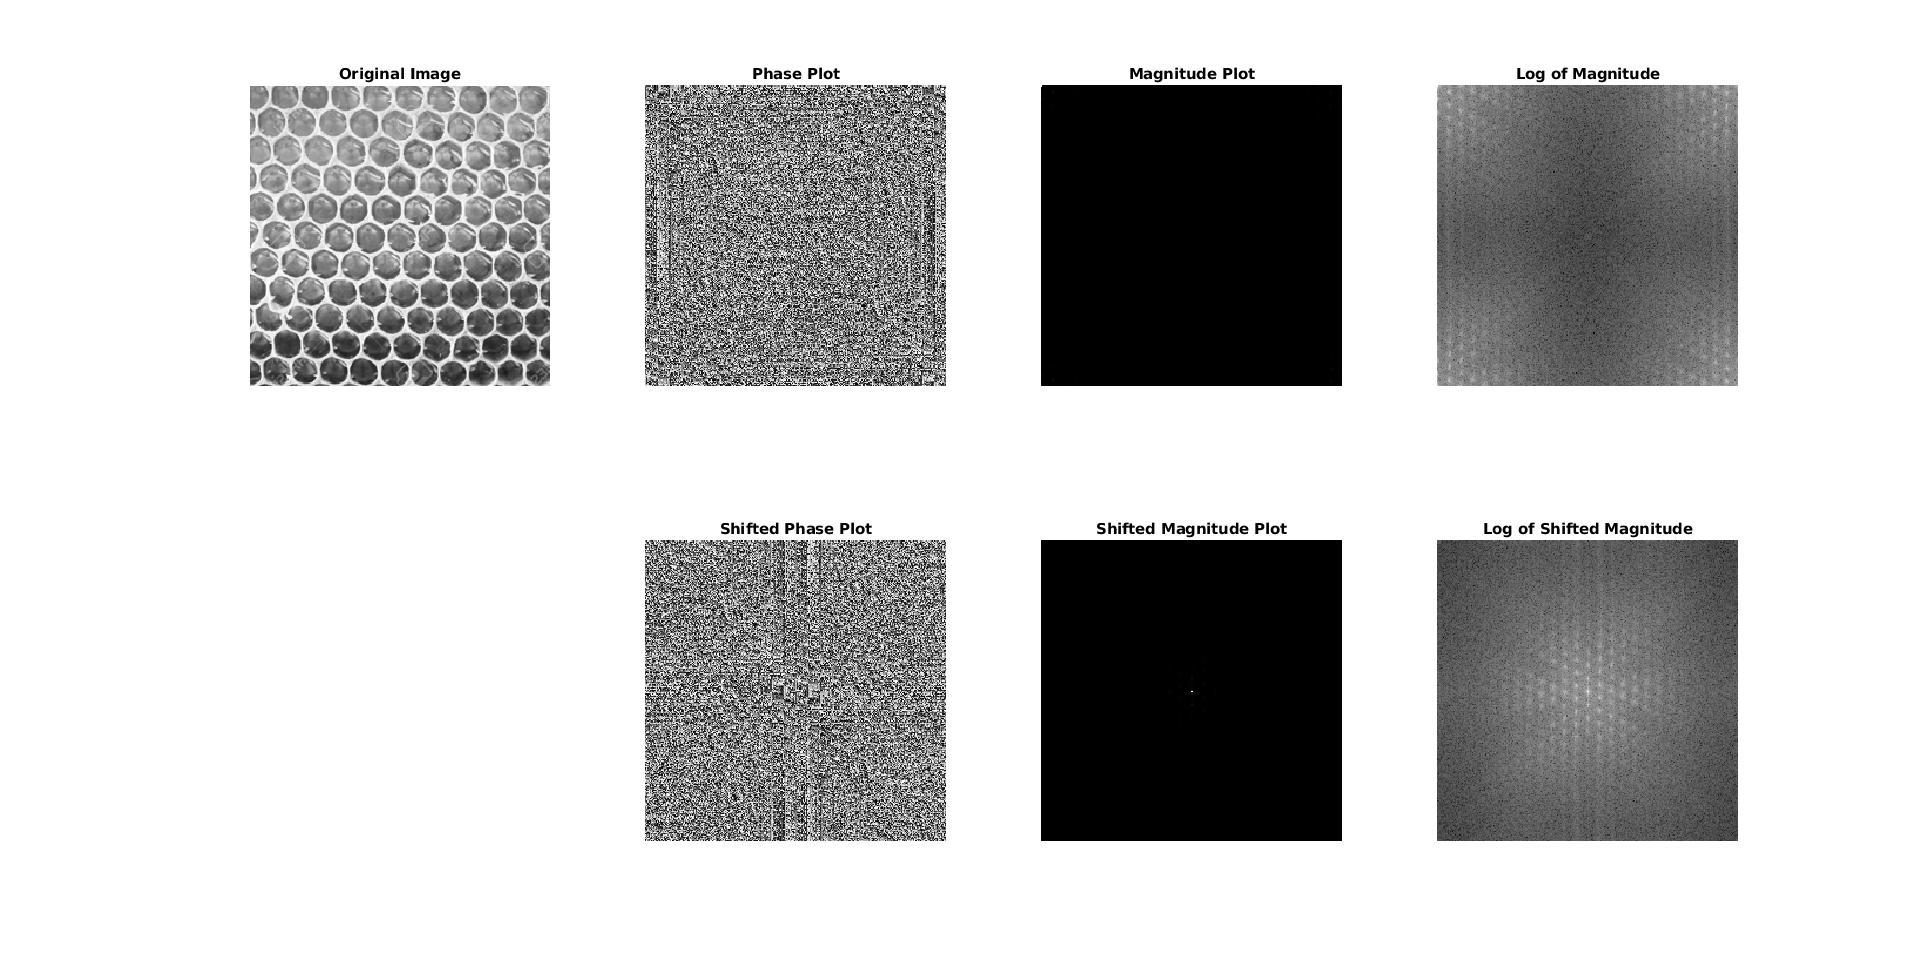 Original Image
Phase Plot
Magnitude Plot
Log of Magnitude
Shifted Phase Plot
Shifted Magnitude Plot
Log of Shifted Magnitude